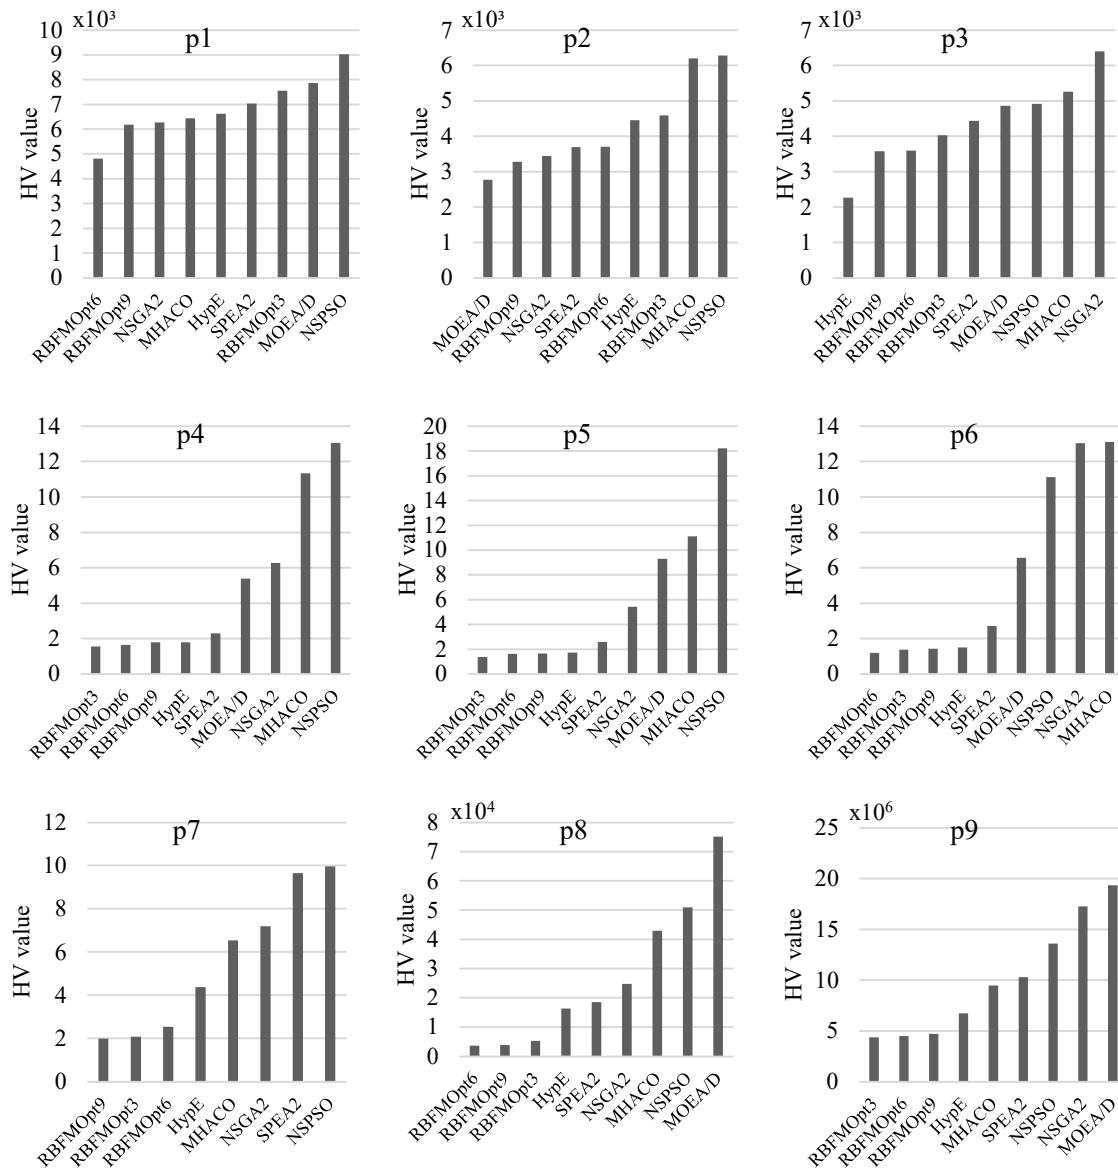 x10³
p1
HV value
10
9
8
7
6
5
4
3
2
1
0
RBFMOpt6
RBFMOpt9
NSGA2
MHACO
HypE
SPEA2
RBFMOpt3
MOEA/D
NSPSO
x10³
p2
HV value
7
6
5
4
3
2
1
0
MOEA/D
RBFMOpt9
NSGA2
SPEA2
RBFMOpt6
HypE
RBFMOpt3
MHACO
NSPSO
x10³
p3
HV value
7
6
5
4
3
2
1
0
HypE
RBFMOpt9
RBFMOpt6
RBFMOpt3
SPEA2
MOEA/D
NSPSO
MHACO
NSGA2
p4
HV value
14
12
10
8
6
4
2
0
RBFMOpt3
RBFMOpt6
RBFMOpt9
HypE
SPEA2
MOEA/D
NSGA2
MHACO
NSPSO
p5
HV value
20
18
16
14
12
10
8
6
4
2
0
RBFMOpt3
RBFMOpt6
RBFMOpt9
HypE
SPEA2
NSGA2
MOEA/D
MHACO
NSPSO
p6
HV value
14
12
10
8
6
4
2
0
RBFMOpt6
RBFMOpt3
RBFMOpt9
HypE
SPEA2
MOEA/D
NSPSO
NSGA2
MHACO
p7
HV value
12
10
8
6
4
2
0
RBFMOpt9
RBFMOpt3
RBFMOpt6
HypE
MHACO
NSGA2
SPEA2
NSPSO
x10⁴
p8
HV value
8
7
6
5
4
3
2
1
0
RBFMOpt6
RBFMOpt9
RBFMOpt3
HypE
SPEA2
NSGA2
MHACO
NSPSO
MOEA/D
x10⁶
p9
HV value
25
20
15
10
5
0
RBFMOpt3
RBFMOpt6
RBFMOpt9
HypE
MHACO
SPEA2
NSPSO
NSGA2
MOEA/D